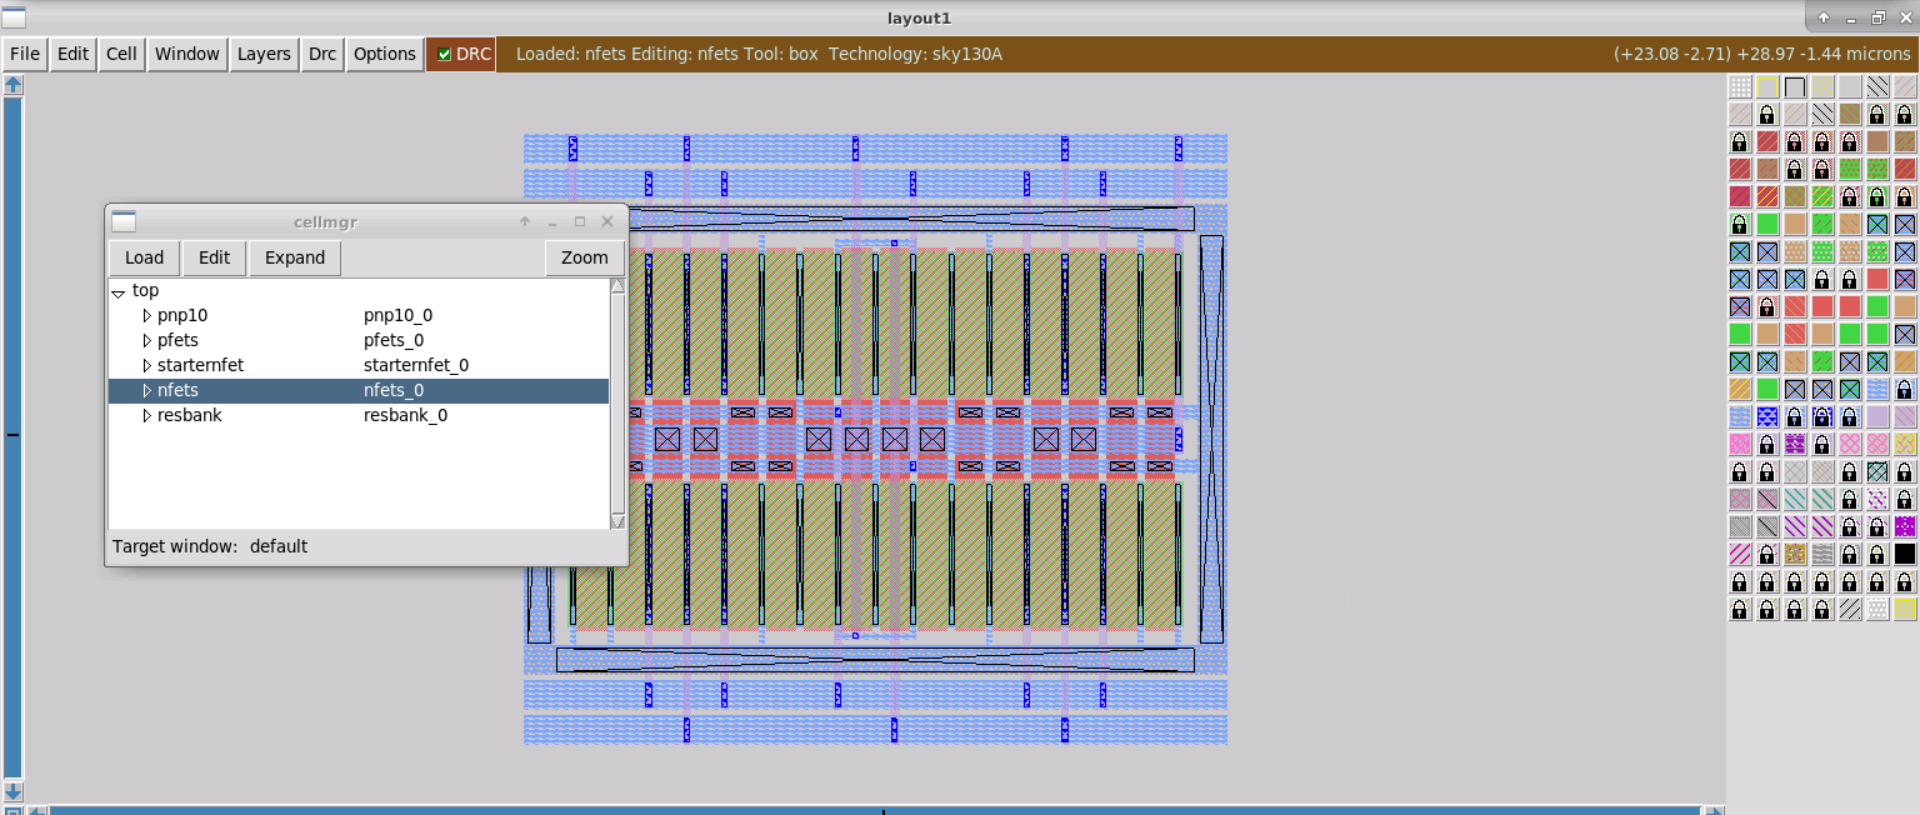 layout1
File Edit Cell Window Layers Drc Options DRC Loaded: nfets Editing: nfets Tool: box Technology: sky130A (+23.08 -2.71) +28.97 -1.44 microns
cellmgr
Load Edit Expand Zoom
top
pnp10 pnp10_0
pfets pfets_0
starternfet starternfet_0
nfets nfets_0
resbank resbank_0
Target window: default